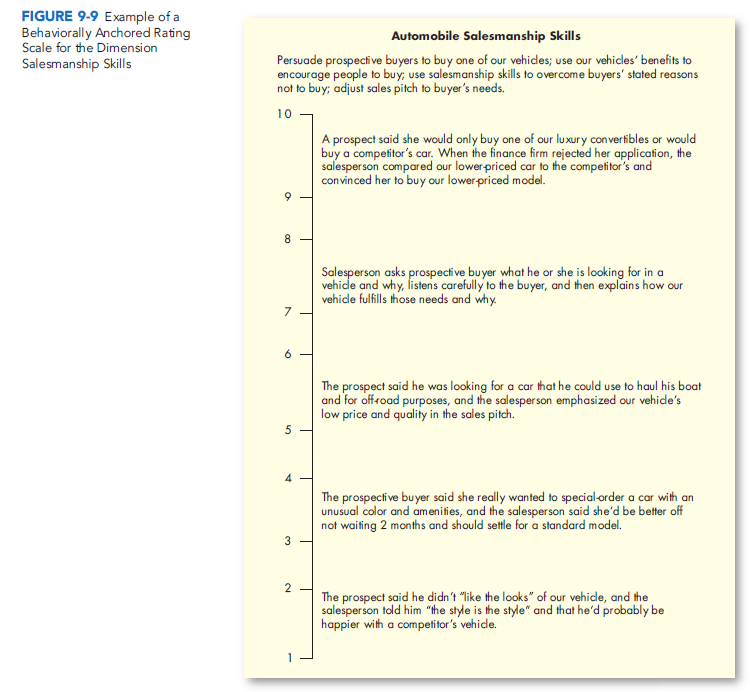 FIGURE 9-9 Example of a
Behaviorally Anchored Rating
Scale for the Dimension
Salesmanship Skills
Automobile Salesmanship Skills
Persuade prospective buyers to buy one of our vehicles; use our vehicles' benefits to
encourage people to buy; use salesmanship skills to overcome buyers' stated reasons
not to buy; adjust sales pitch to buyer's needs.
10
A prospect said she would only buy one of our luxury convertibles or would
buy a competitor's car. When the finance firm rejected her application, the
salesperson compared our lower-priced car to the competitor's and
convinced her to buy our lower-priced model.
9
8
Salesperson asks prospective buyer what he or she is looking for in a
vehicle and why, listens carefully to the buyer, and then explains how our
vehicle fulfills those needs and why.
7
6
The prospect said he was looking for a car that he could use to haul his boat
and for off-road purposes, and the salesperson emphasized our vehicle's
low price and quality in the sales pitch.
5
4
The prospective buyer said she really wanted to special-order a car with an
unusual color and amenities, and the salesperson said she'd be better off
not waiting 2 months and should settle for a standard model.
3
2
The prospect said he didn't "like the looks" of our vehicle, and the
salesperson told him "the style is the style" and that he'd probably be
happier with a competitor's vehicle.
1